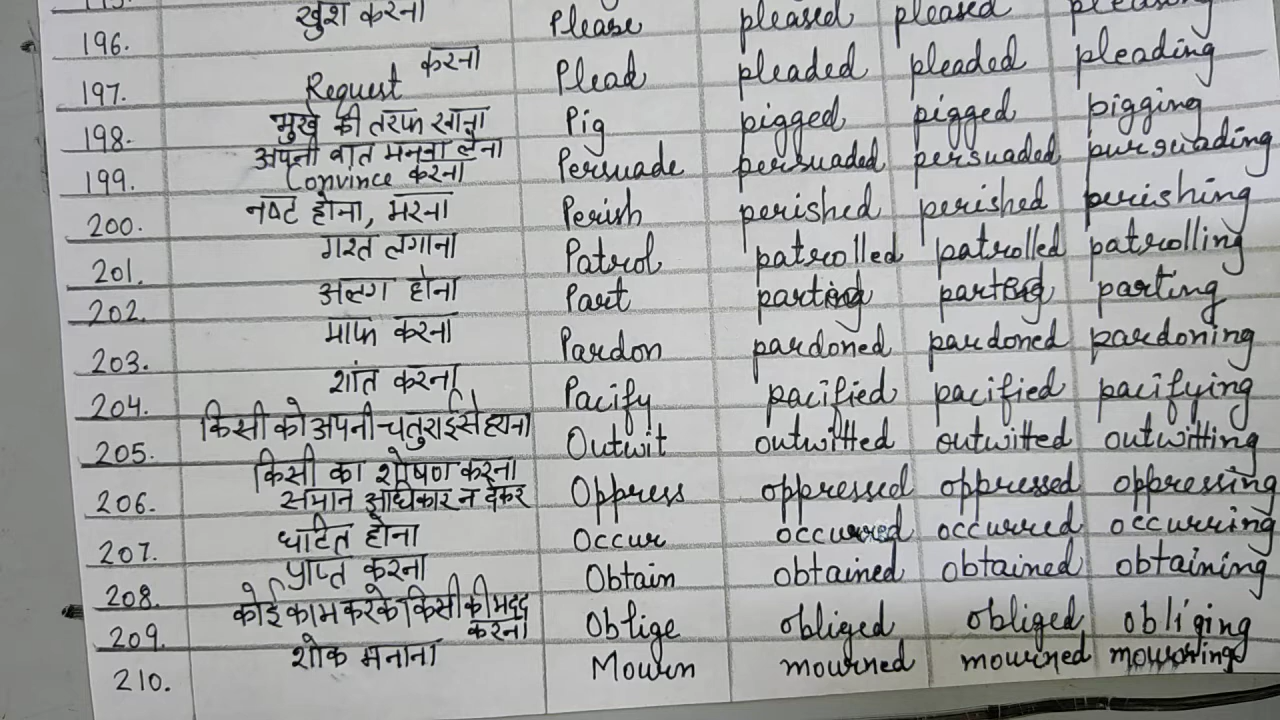 196. खुश करना Please pleased pleased pleasing
197. Request करना Plead pleaded pleaded pleading
198. मुर्ख की तरफ खाना Pig pigged pigged pigging
199. अपनी बात मनवा लेना Convince करना Persuade persuaded persuaded pursuading
200. नष्ट होना, मरना Perish perished perished perishing
201. गश्त लगाना Patrol patrolled patrolled patrolling
202. अलग होना Part parting parting
203. माफ करना Pardon pardoned pardoned pardoning
204. शांत करना Pacify pacified pacified pacifying
205. किसी को अपनी चतुराई से हराना Outwit outwitted outwitted outwitting
206. किसी का शोषण करना समान अधिकार न देकर Oppress oppressed oppressed oppressing
207. घटित होना Occur occurred occurred occurring
208. प्राप्त करना Obtain obtained obtained obtaining
209. कोई काम करके किसी की मदद करना Oblige obliged obliged obliging
210. शोक मनाना Mourn mourned mourned mourning